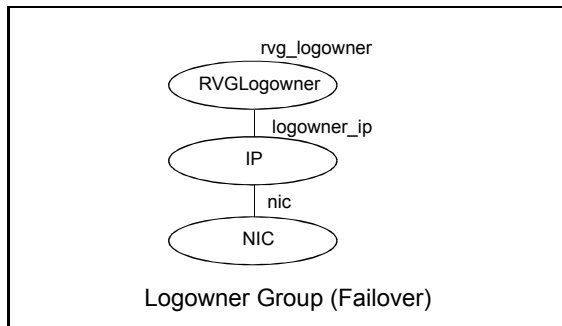 rvg_logowner
RVGLogowner
logowner_ip
IP
nic
NIC
Logowner Group (Failover)